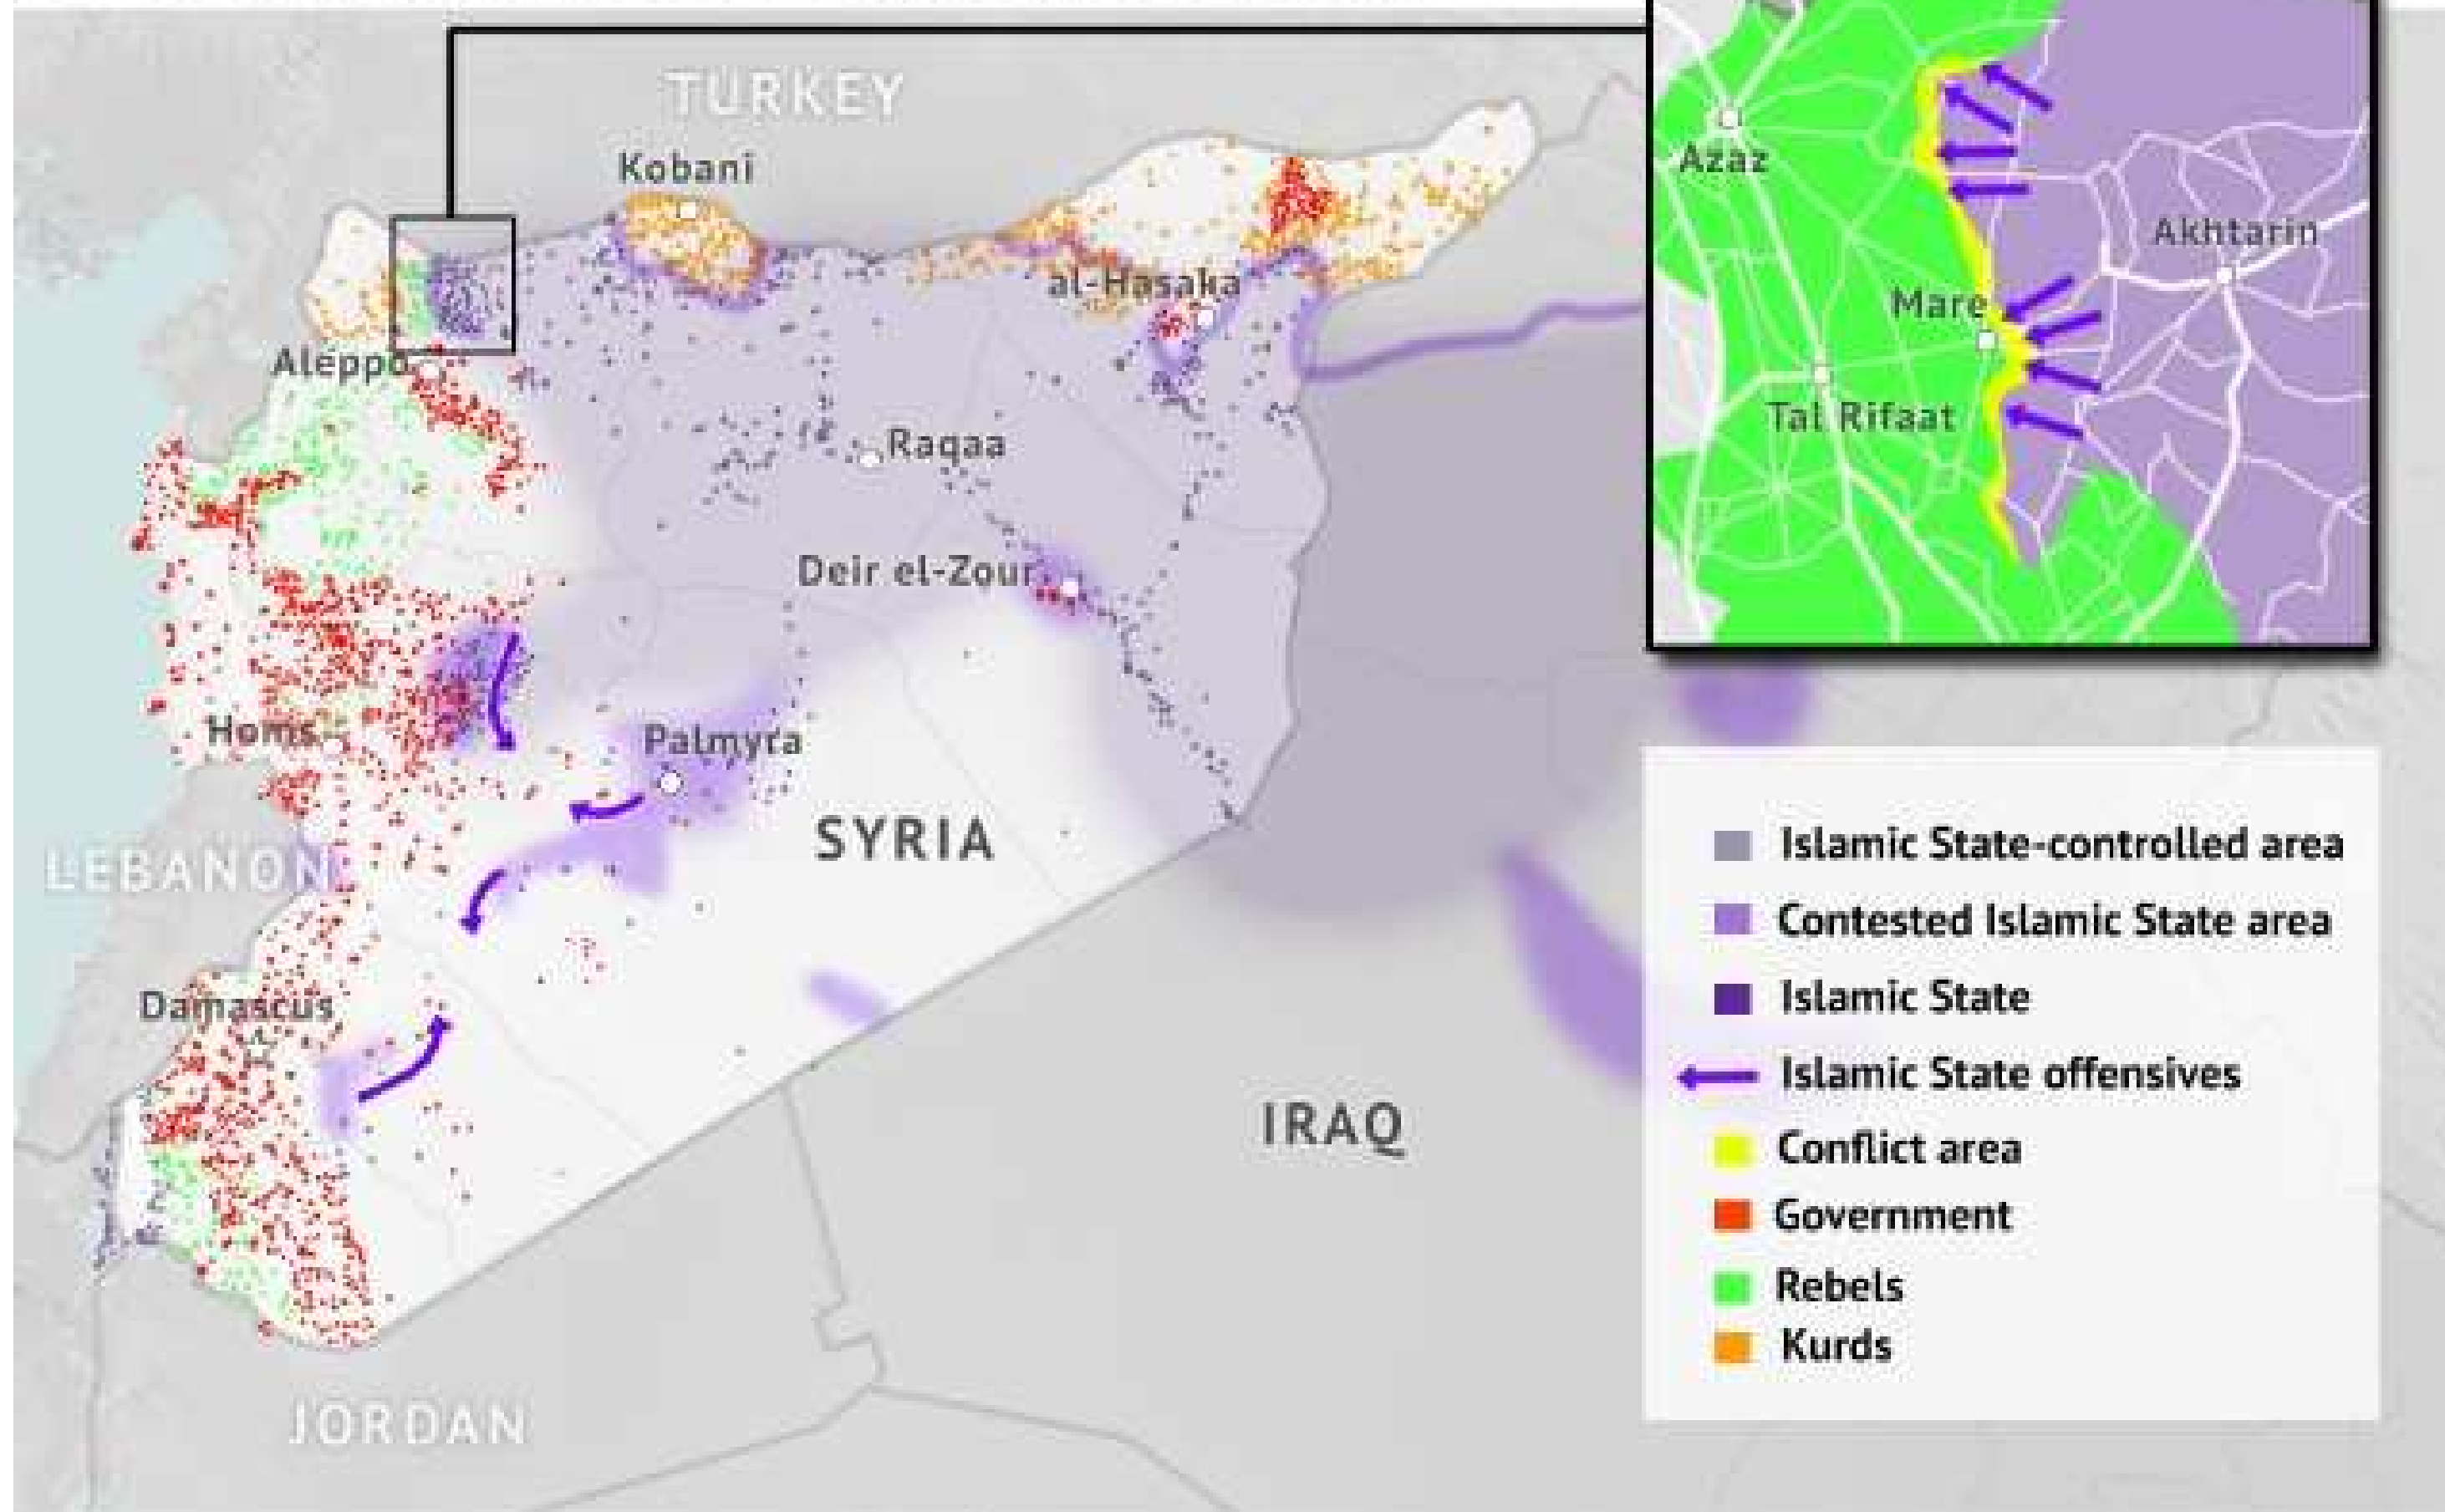 TURKEY
Kobani
Azaz
Akhtarin
al-Hasaka
Mare
Aleppo
Tal Rifaat
Raqaa
Deir el-Zour
Homs
Palmyra
SYRIA
LEBANON
Damascus
IRAQ
JORDAN
Islamic State-controlled area
Contested Islamic State area
Islamic State
Islamic State offensives
Conflict area
Government
Rebels
Kurds